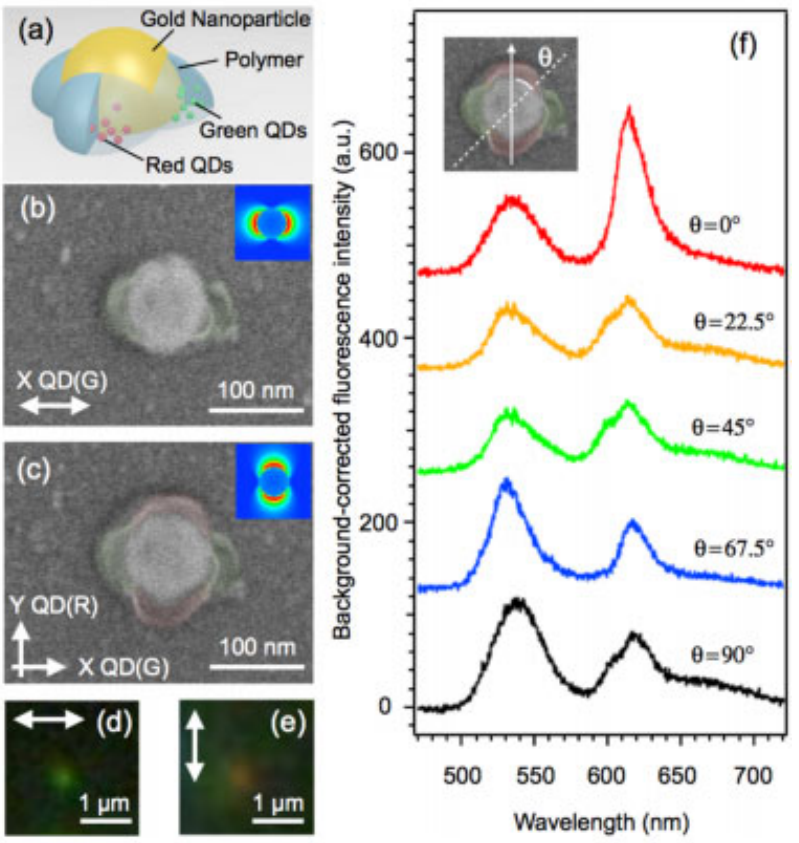 (a)
Gold Nanoparticle
Polymer
Green QDs
Red QDs
(b)
X QD(G)
100 nm
(c)
Y QD(R)
X QD(G)
100 nm
(d)
1 µm
(e)
1 µm
(f)
θ
Background-corrected fluorescence intensity (a.u.)
600
400
200
0
θ=0°
θ=22.5°
θ=45°
θ=67.5°
θ=90°
500 550 600 650 700
Wavelength (nm)